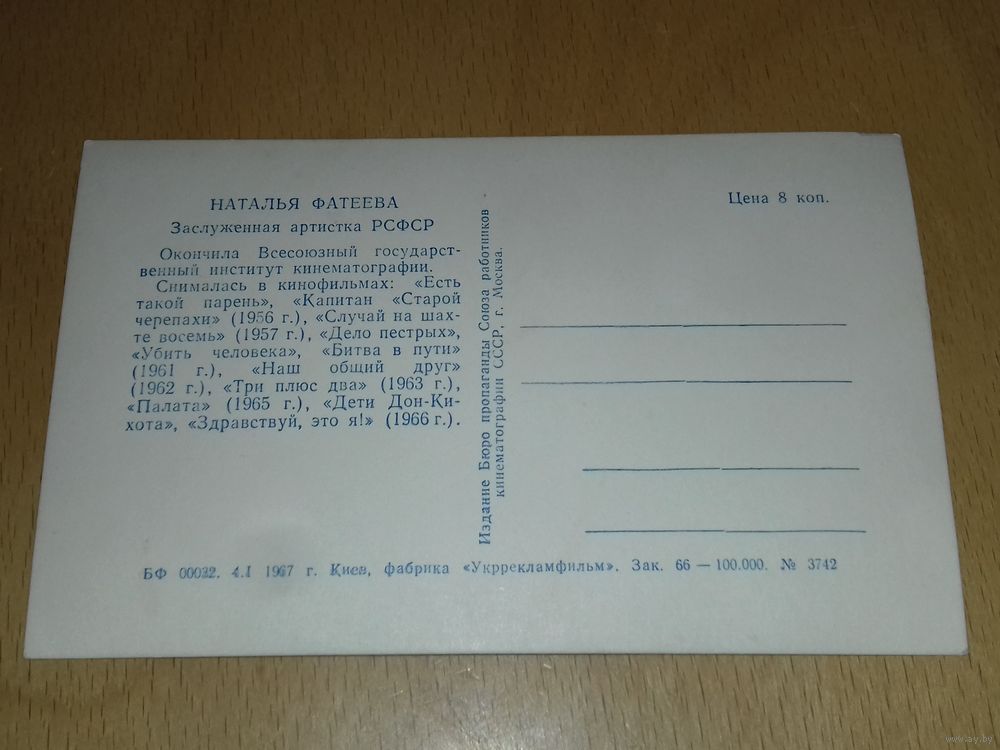 НАТАЛЬЯ ФАТЕЕВА
Заслуженная артистка РСФСР
Окончила Всесоюзный государст-
венный институт кинематографии.
Снималась в кинофильмах: «Есть
такой парень», «Капитан «Старой
черепахи» (1956 г.), «Случай на шах-
те восемь» (1957 г.), «Дело пестрых»,
«Убить человека», «Битва в пути»
(1961 г.), «Наш общий друг»
(1962 г.), «Три плюс два» (1963 г.),
«Палата» (1965 г.), «Дети Дон-Ки-
хота», «Здравствуй, это я!» (1966 г.).
Издание Бюро пропаганды Союза работников
кинематографии СССР, г. Москва.
Цена 8 коп.
БФ 00032. 4.I 1967 г. Киев, фабрика «Укррекламфильм». Зак. 66 — 100.000. № 3742
www.ay.by